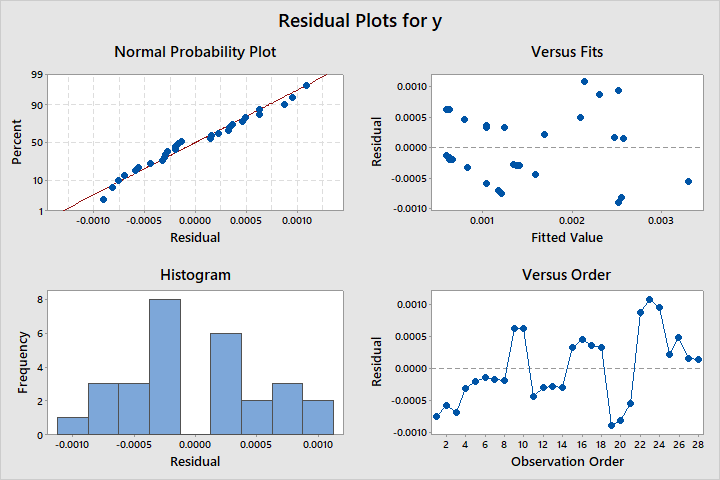 Residual Plots for y
Normal Probability Plot
99
90
50
10
1
Percent
-0.0010 -0.0005 0.0000 0.0005 0.0010
Residual
Versus Fits
0.0010
0.0005
0.0000
-0.0005
-0.0010
Residual
0.001 0.002 0.003
Fitted Value
Histogram
8
6
4
2
0
Frequency
-0.0010 -0.0005 0.0000 0.0005 0.0010
Residual
Versus Order
0.0010
0.0005
0.0000
-0.0005
-0.0010
Residual
2 4 6 8 10 12 14 16 18 20 22 24 26 28
Observation Order